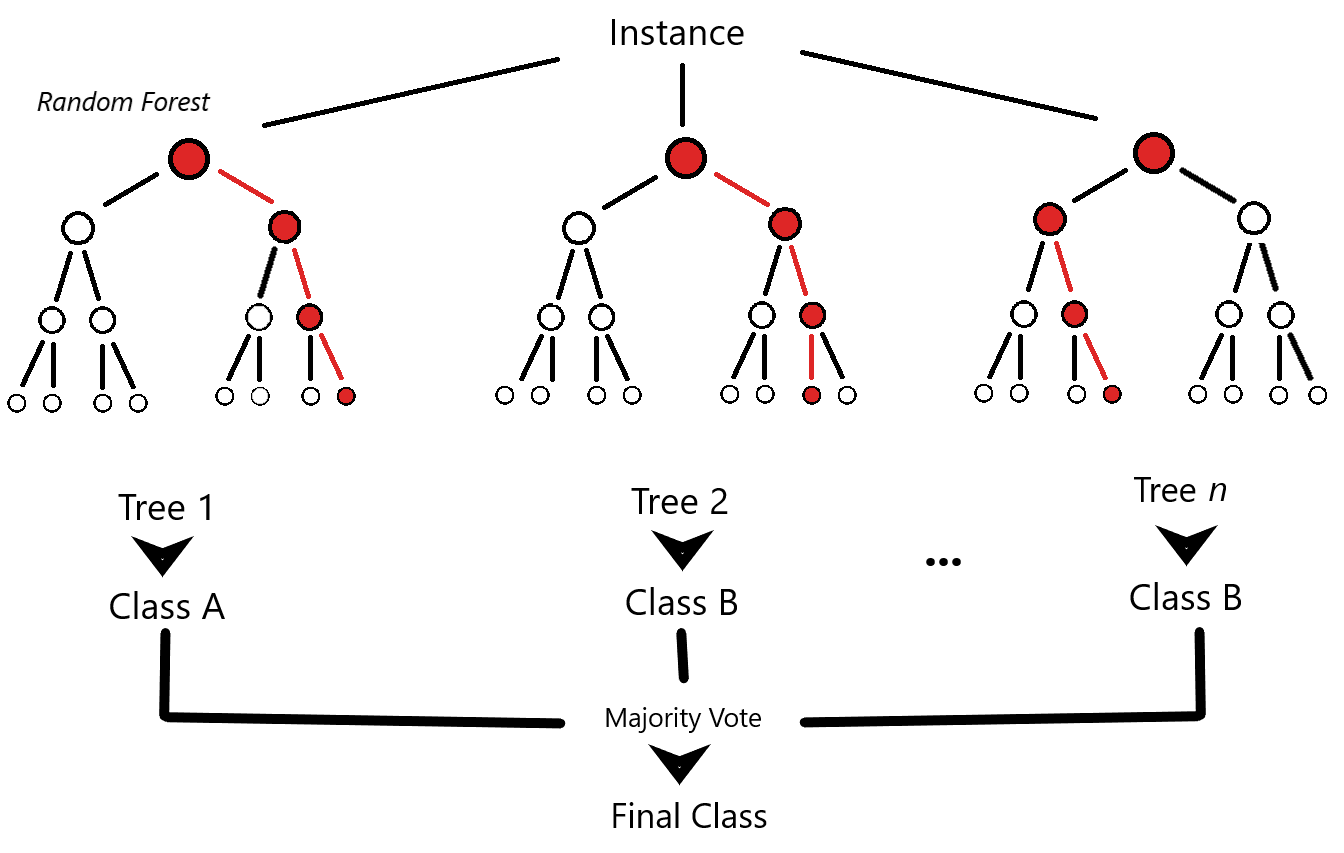 Instance
Random Forest
Tree 1
Tree 2
Tree n
...
Class A
Class B
Class B
Majority Vote
Final Class